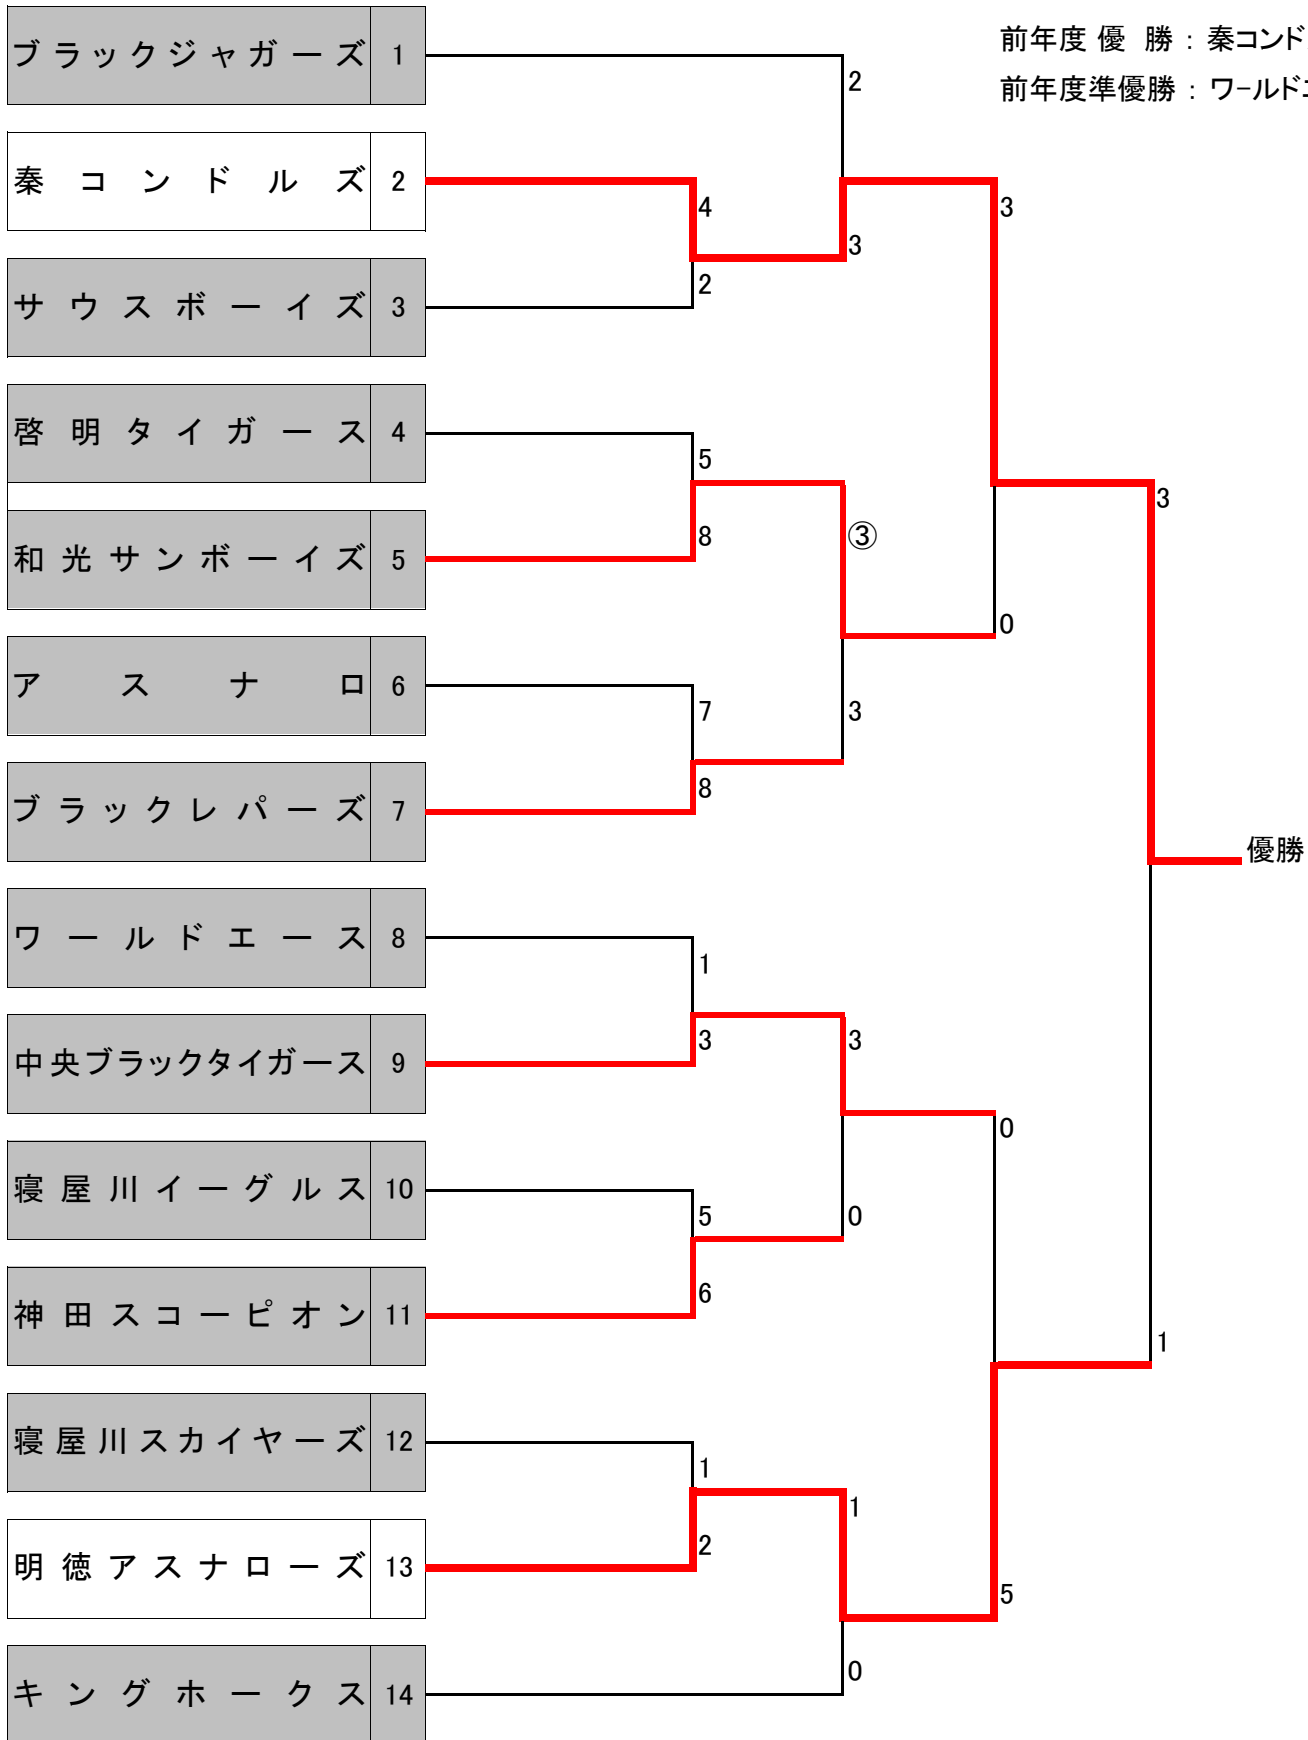 前年度 優 勝 : 秦コンド
前年度準優勝 : ワールド
ブラックジャガーズ 1
2
秦コンドルズ 2
4
3
3
サウスボーイズ 3
2
啓明タイガース 4
5
3
和光サンボーイズ 5
8
③
0
アスナロ 6
7
3
ブラックレパーズ 7
8
優勝
ワールドエース 8
1
中央ブラックタイガース 9
3
3
0
寝屋川イーグルス 10
5
0
神田スコーピオン 11
6
1
寝屋川スカイヤーズ 12
1
1
明徳アスナローズ 13
2
5
キングホークス 14
0